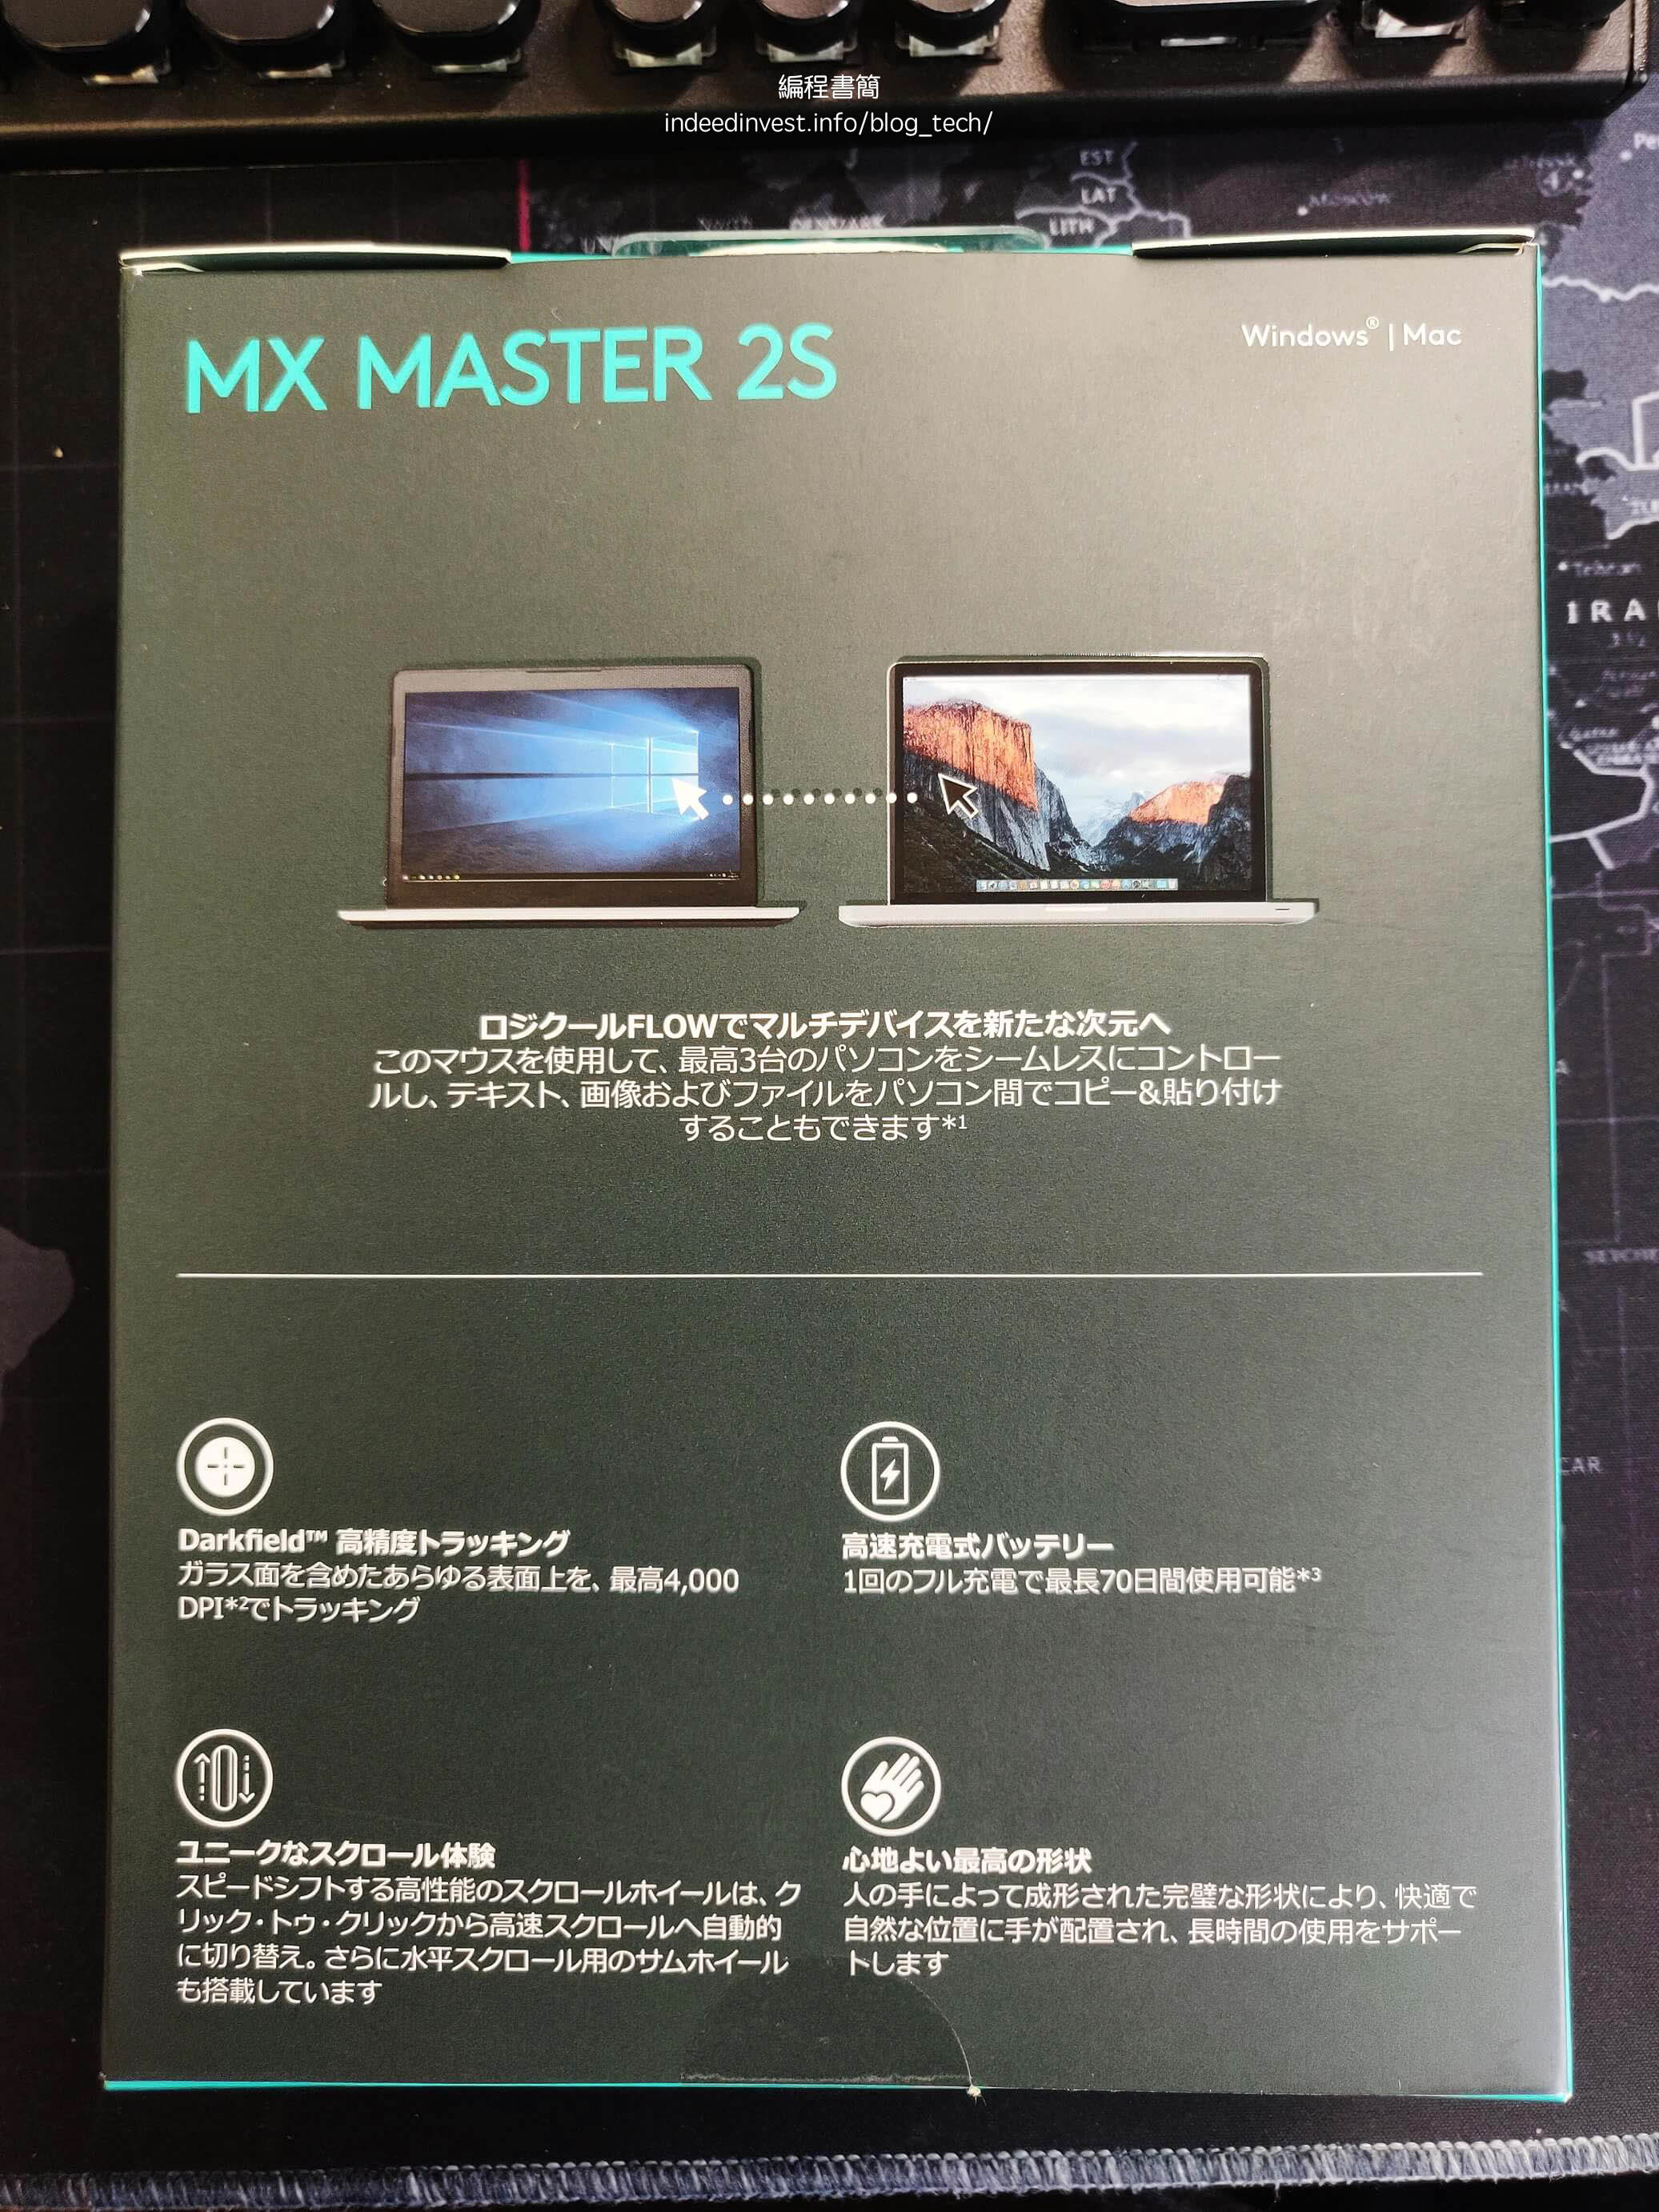 編程書簡
indeedinvest.info/blog_tech/
EST
LAT
LITH
MX MASTER 2S
Windows® | Mac
IRA
ロジクールFLOWでマルチデバイスを新たな次元へ
このマウスを使用して、最高3台のパソコンをシームレスにコントロー
ルし、テキスト、画像およびファイルをパソコン間でコピー&貼り付け
することもできます*1
Darkfield™ 高精度トラッキング
ガラス面を含めたあらゆる表面上を、最高4,000
DPI*2でトラッキング
高速充電式バッテリー
1回のフル充電で最長70日間使用可能*3
ユニークなスクロール体験
スピードシフトする高性能のスクロールホイールは、ク
リック・トゥ・クリックから高速スクロールへ自動的
に切り替え。さらに水平スクロール用のサムホイール
も搭載しています
心地よい最高の形状
人の手によって成形された完璧な形状により、快適で
自然な位置に手が配置され、長時間の使用をサポー
トします